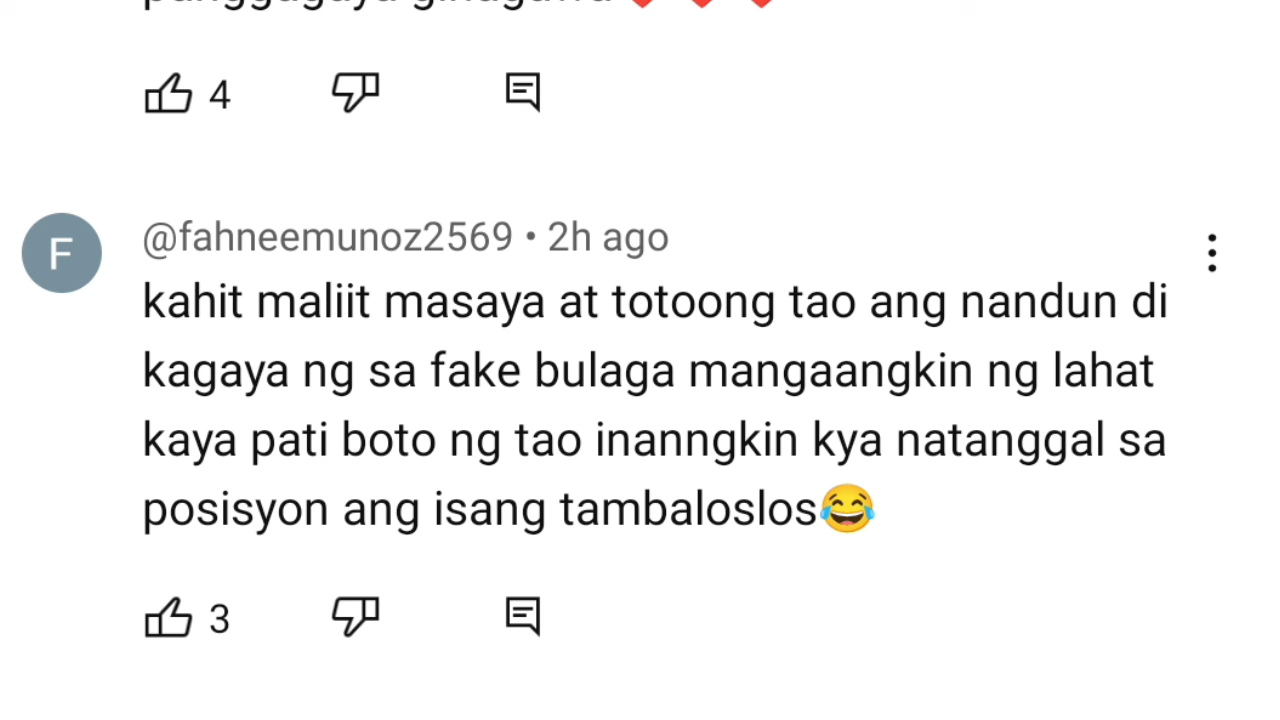 4
@fahneemunoz2569 • 2h ago
kahit maliit masaya at totoong tao ang nandun di
kagaya ng sa fake bulaga mangaangkin ng lahat
kaya pati boto ng tao inanngkin kya natanggal sa
posisyon ang isang tambaloslos😂
3